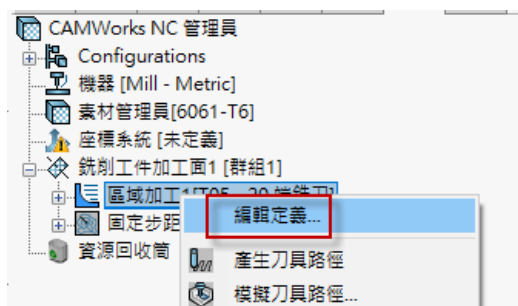 CAMWorks NC 管理員
Configurations
機器 [Mill - Metric]
素材管理員[6061-T6]
座標系統 [未定義]
銑削工件加工面1 [群組1]
區域加工1[T05 - 20 端銑刀]
編輯定義...
固定步距
產生刀具路徑
資源回收筒
模擬刀具路徑...